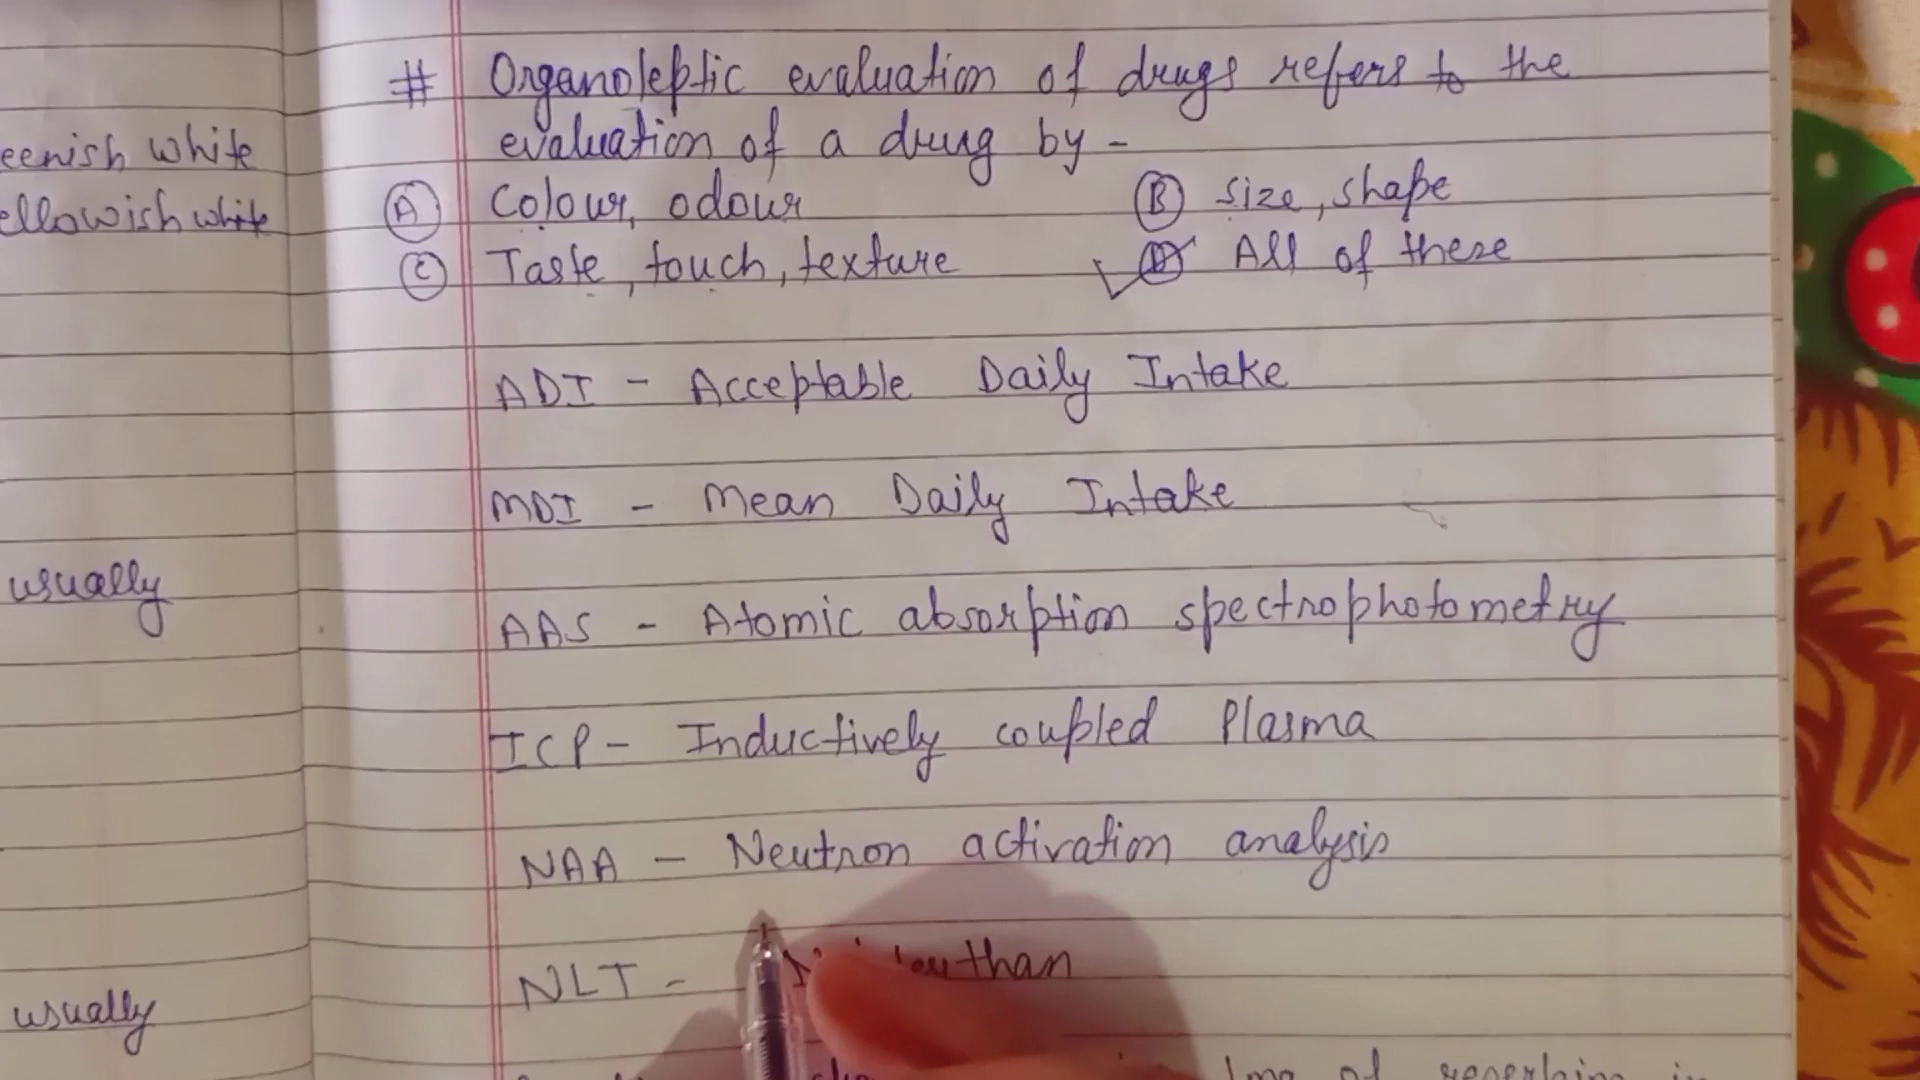 eenish white
ellowish white
usually
usually
# Organoleptic evaluation of drugs refers to the
evaluation of a drug by -
(A) Colour, odour (B) size, shape
(C) Taste, touch, texture (D) All of these
ADI - Acceptable Daily Intake
MDI - Mean Daily Intake
AAS - Atomic absorption spectrophotometry
ICP - Inductively coupled Plasma
NAA - Neutron activation analysis
NLT - than
of